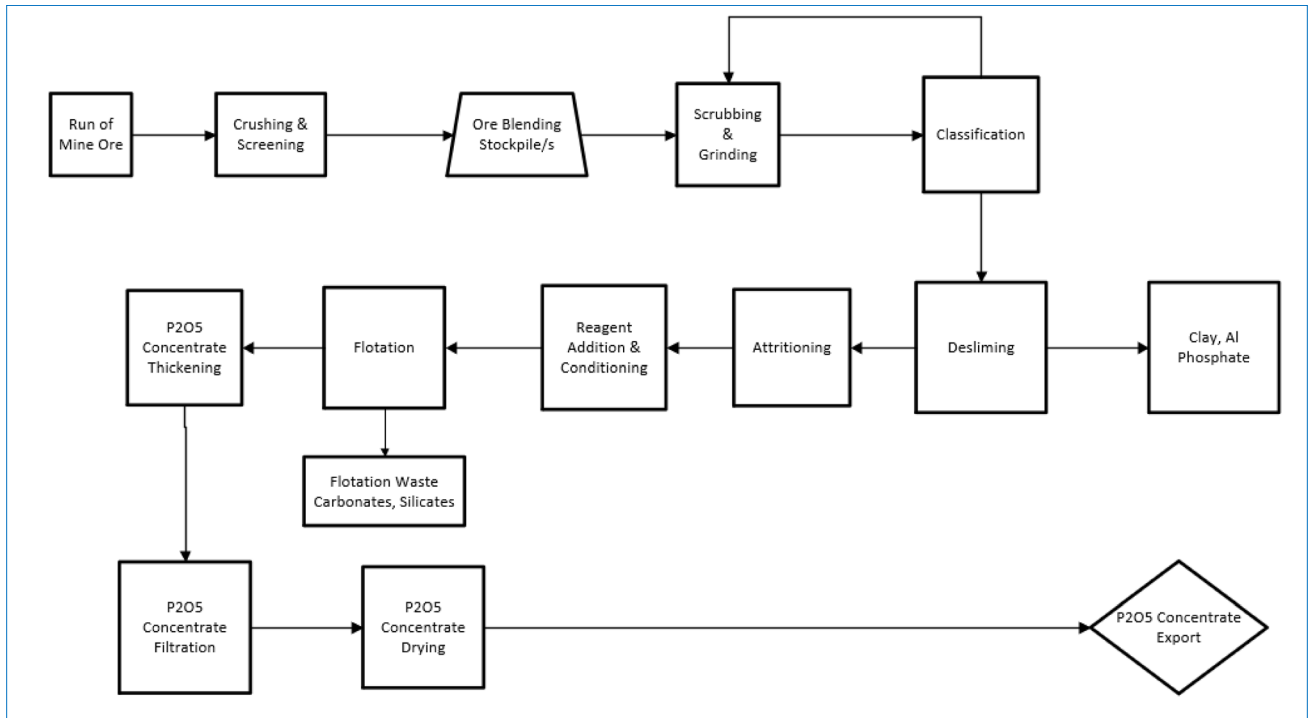 Run of
Mine Ore
Crushing &
Screening
Ore Blending
Stockpile/s
Scrubbing
&
Grinding
Classification
P2O5
Concentrate
Thickening
Flotation
Reagent
Addition &
Conditioning
Attritioning
Desliming
Clay, Al
Phosphate
Flotation Waste
Carbonates, Silicates
P2O5
Concentrate
Filtration
P2O5
Concentrate
Drying
P2O5 Concentrate
Export